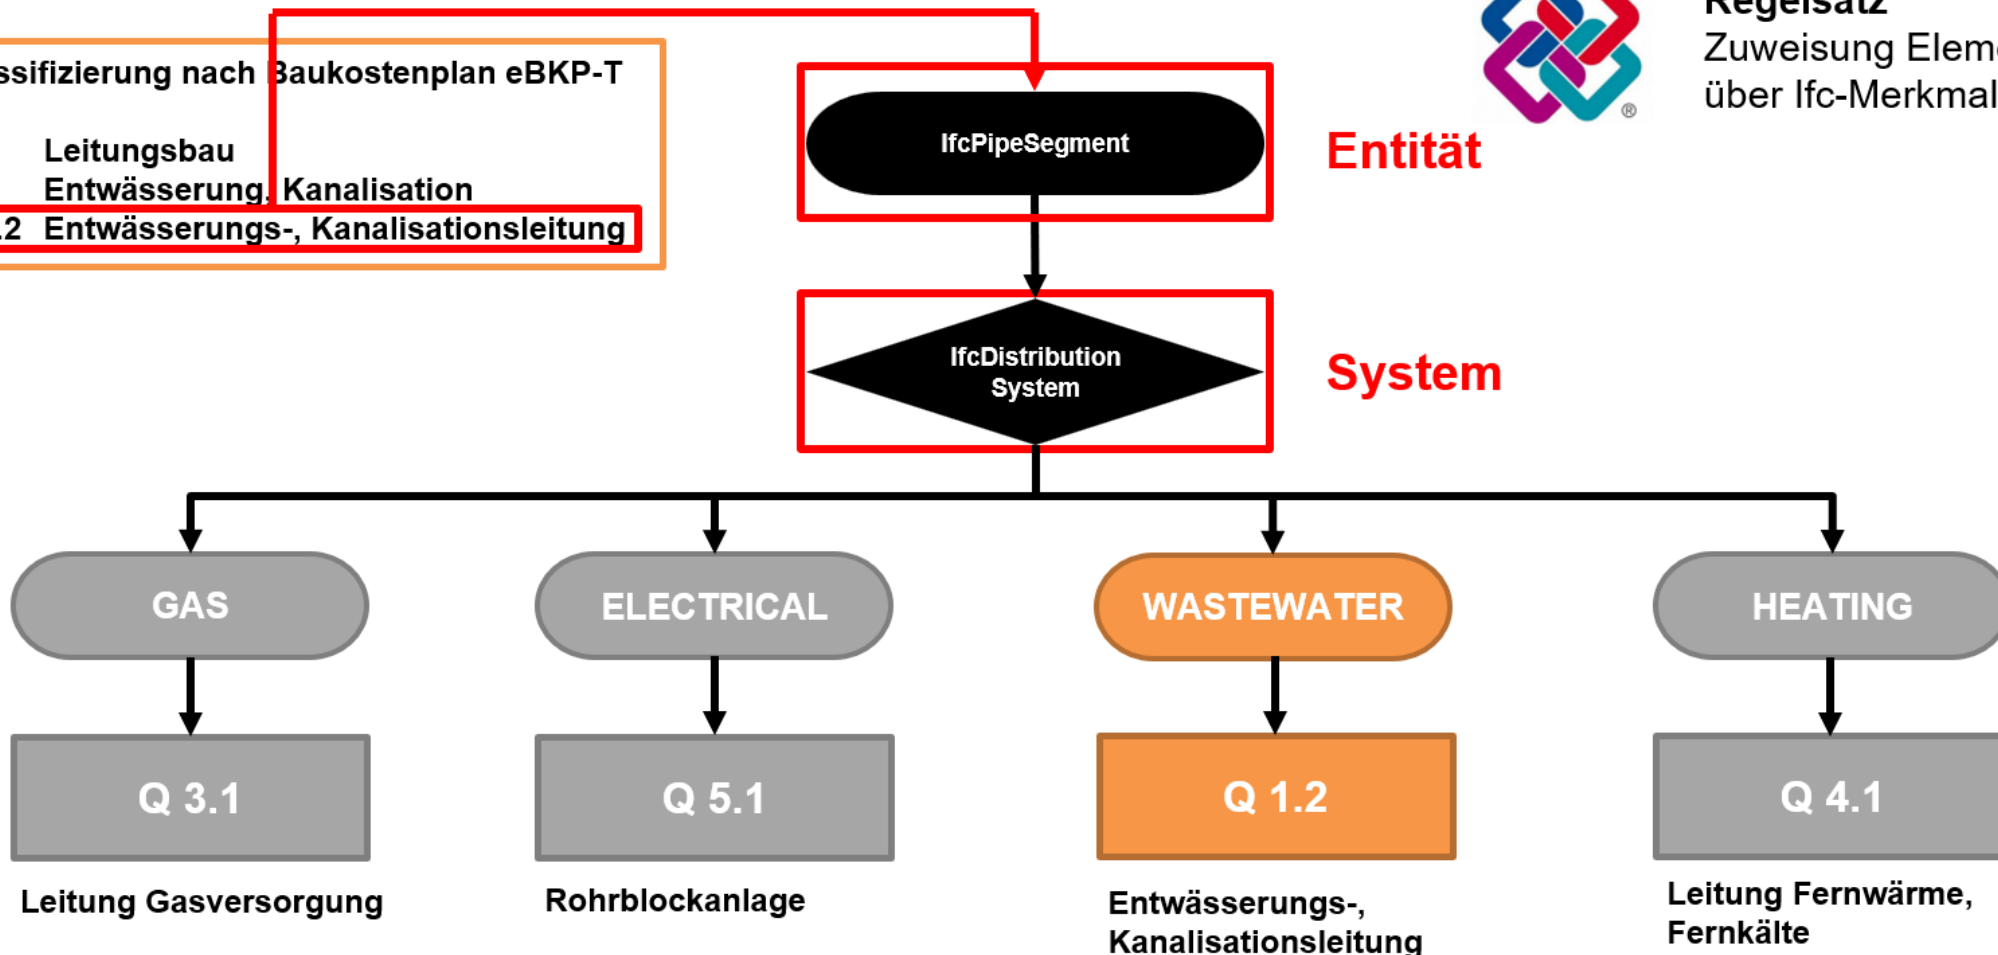 Regelsatz
Zuweisung
über Ifc-Merkmal
nach Baukostenplan eBKP-T
Leitungsbau
Entwässerung, Kanalisation
.2 Entwässerungs-, Kanalisationsleitung
IfcPipeSegment
Entität
IfcDistribution
System
System
GAS
ELECTRICAL
WASTEWATER
HEATING
Q 3.1
Q 5.1
Q 1.2
Q 4.1
Leitung Gasversorgung
Rohrblockanlage
Entwässerungs-,
Kanalisationsleitung
Leitung Fernwärme,
Fernkälte
®